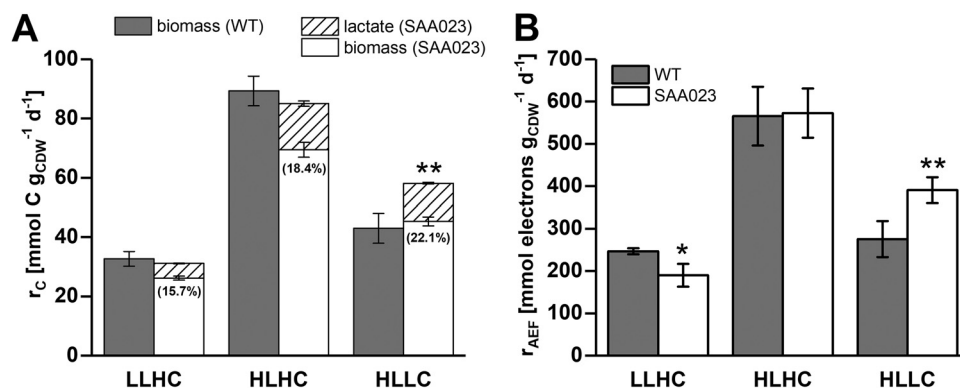 A
biomass (WT)
lactate (SAA023)
biomass (SAA023)
r_C [mmol C g_CDW^-1 d^-1]
100
80
60
40
20
0
(15.7%)
(18.4%)
**
(22.1%)
LLHC HLHC HLLC
B
WT
SAA023
r_AEF [mmol electrons g_CDW^-1 d^-1]
700
600
500
400
300
200
100
0
*
**
LLHC HLHC HLLC